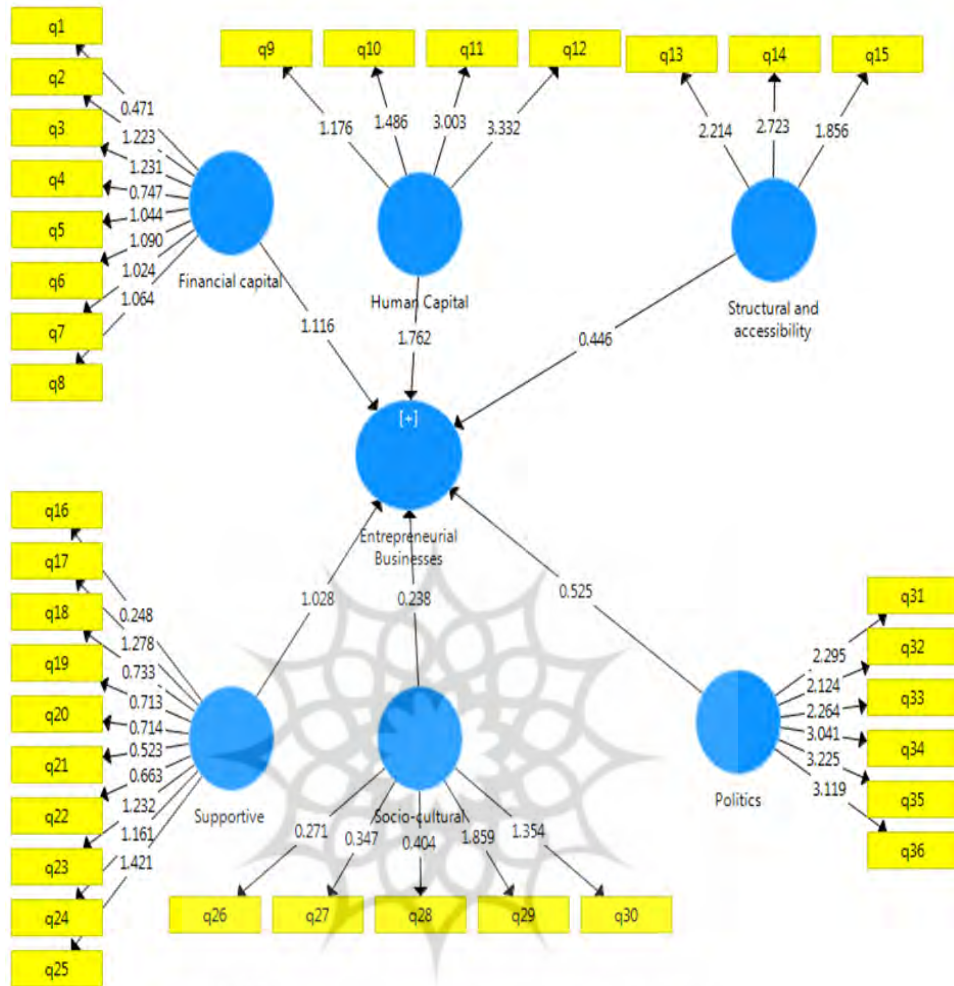 q1
q2
q3
q4
q5
q6
q7
q8
0.471
1.223
1.231
0.747
1.044
1.090
1.024
1.064
Financial capital
1.116
q9
q10
q11
q12
1.176
1.486
3.003
3.332
Human Capital
1.762
q13
q14
q15
2.214
2.723
1.856
Structural and
accessibility
0.446
[+]
Entrepreneurial
Businesses
q16
q17
q18
q19
q20
q21
q22
q23
q24
q25
0.248
1.278
0.733
0.713
0.714
0.523
0.663
1.232
1.161
1.421
Supportive
1.028
0.238
Socio-cultural
0.271
0.347
0.404
1.859
1.354
q26
q27
q28
q29
q30
0.525
Politics
2.295
2.124
2.264
3.041
3.225
3.119
q31
q32
q33
q34
q35
q36